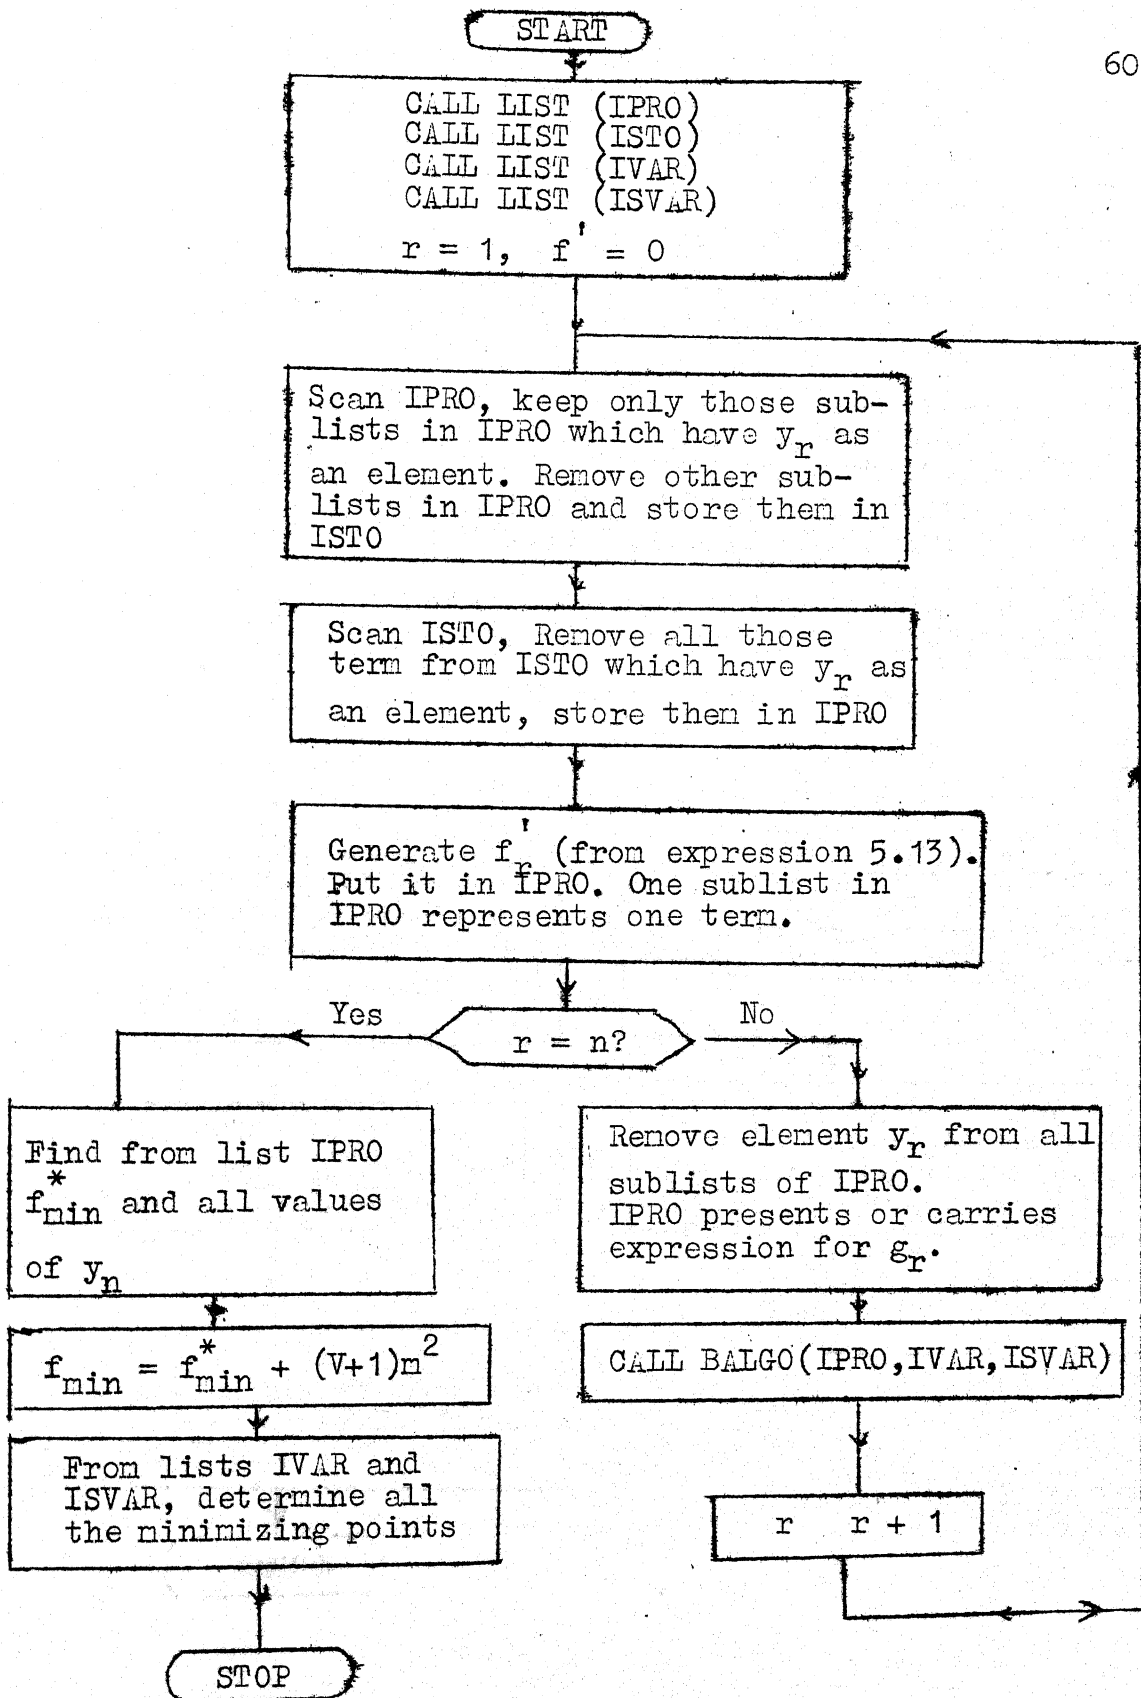 START
60
CALL LIST (IPRO)
CALL LIST (ISTO)
CALL LIST (IVAR)
CALL LIST (ISVAR)
r = 1, f' = 0
Scan IPRO, keep only those sub-
lists in IPRO which have y_r as
an element. Remove other sub-
lists in IPRO and store them in
ISTO
Scan ISTO, Remove all those
term from ISTO which have y_r as
an element, store them in IPRO
Generate f'_r (from expression 5.13).
Put it in IPRO. One sublist in
IPRO represents one term.
Yes
r = n?
No
Find from list IPRO
f*_min and all values
of y_n
f_min = f*_min + (V+1)m²
From lists IVAR and
ISVAR, determine all
the minimizing points
STOP
Remove element y_r from all
sublists of IPRO.
IPRO presents or carries
expression for g_r.
CALL BALGO(IPRO,IVAR,ISVAR)
r r + 1